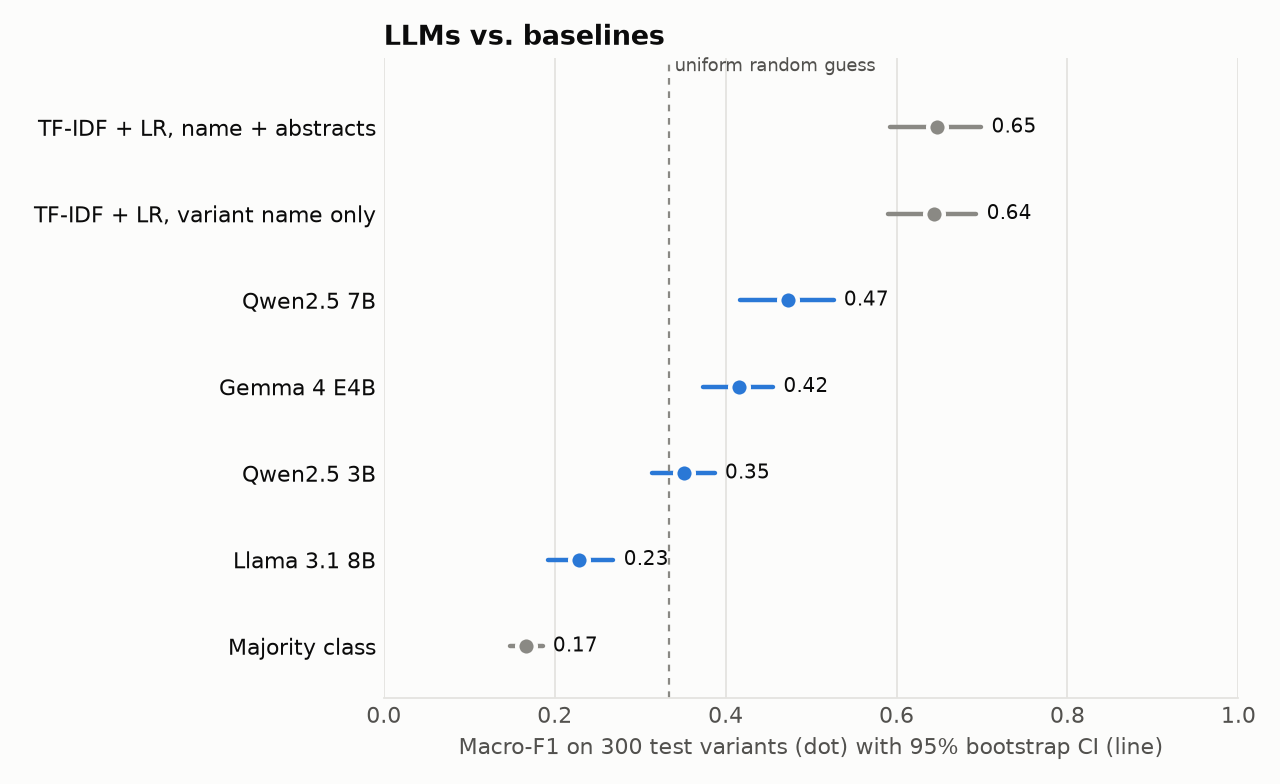 LLMs vs. baselines
uniform random guess
TF-IDF + LR, name + abstracts
0.65
TF-IDF + LR, variant name only
0.64
Qwen2.5 7B
0.47
Gemma 4 E4B
0.42
Qwen2.5 3B
0.35
Llama 3.1 8B
0.23
Majority class
0.17
0.0 0.2 0.4 0.6 0.8 1.0
Macro-F1 on 300 test variants (dot) with 95% bootstrap CI (line)